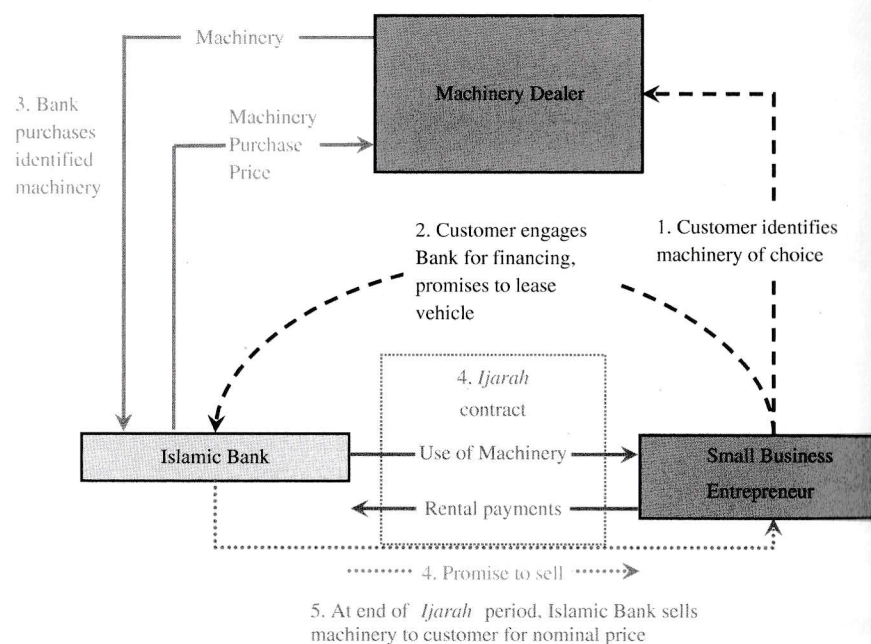 Machinery
Machinery Dealer
3. Bank
purchases
identified
machinery
Machinery
Purchase
Price
2. Customer engages
Bank for financing,
promises to lease
vehicle
1. Customer identifies
machinery of choice
4. Ijarah
contract
Islamic Bank
Use of Machinery
Small Business
Entrepreneur
Rental payments
4. Promise to sell
5. At end of Ijarah period, Islamic Bank sells
machinery to customer for nominal price